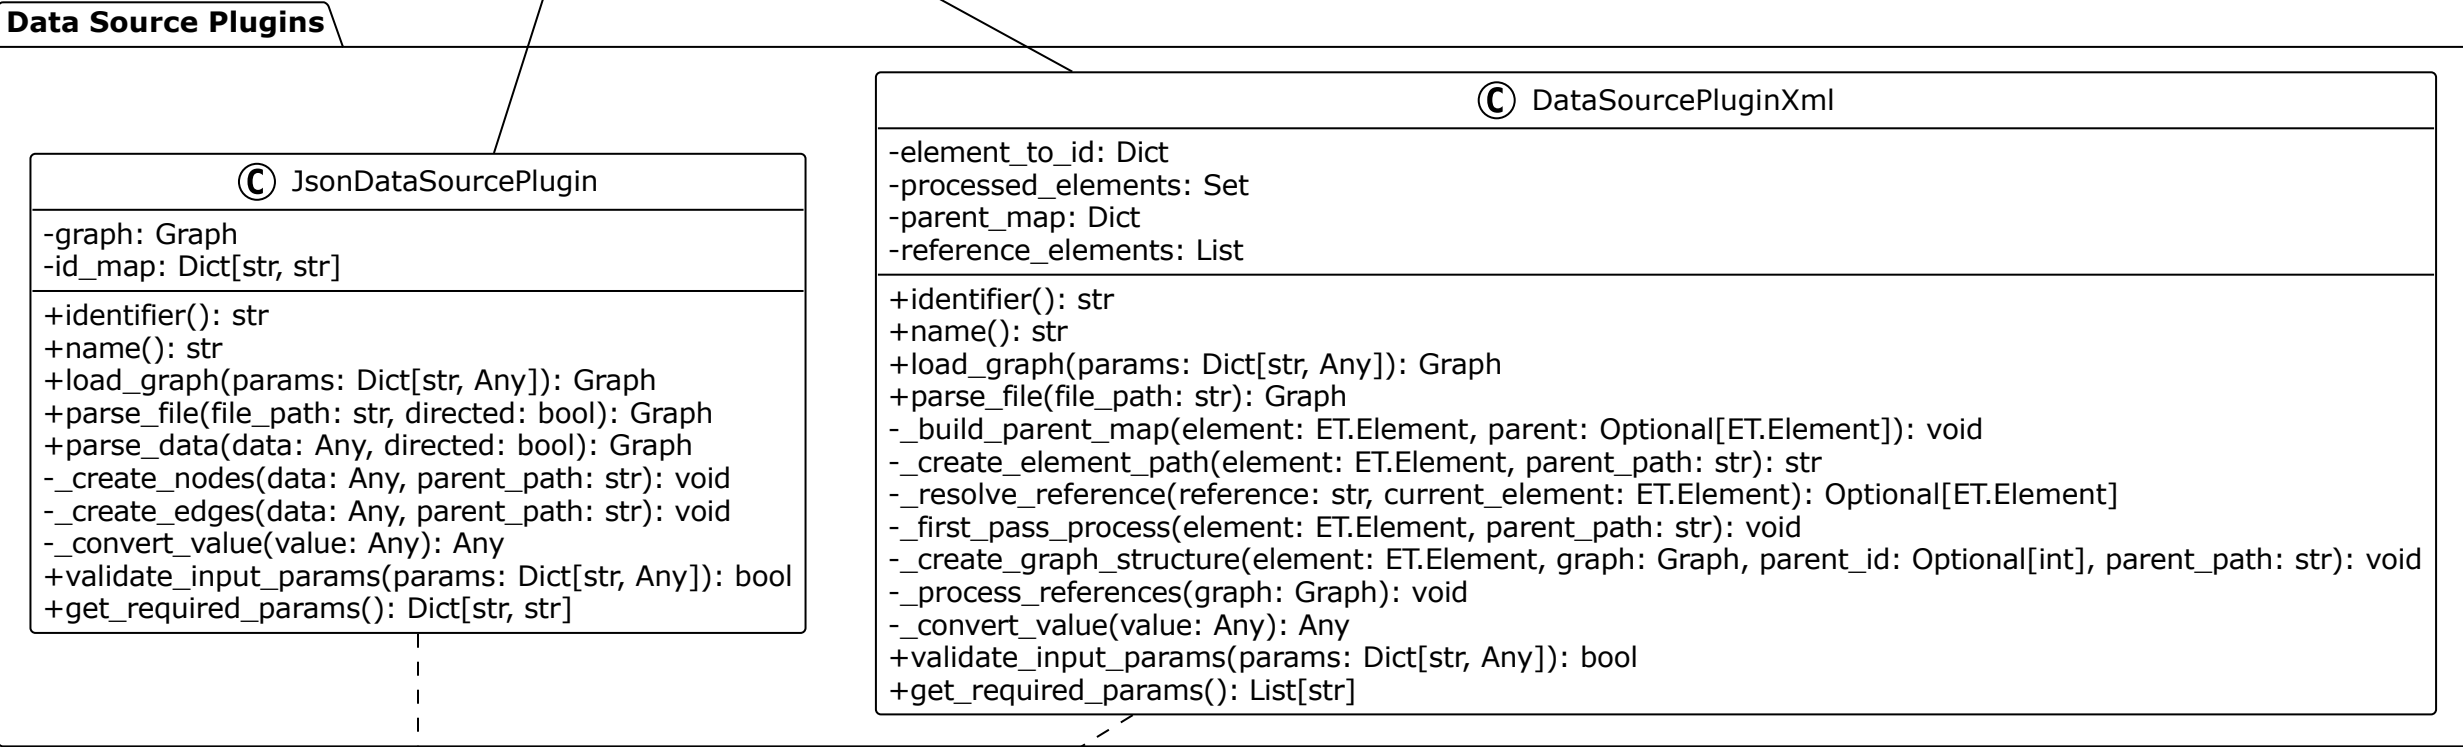 Data Source Plugins
C JsonDataSourcePlugin
-graph: Graph
-id_map: Dict[str, str]
+identifier(): str
+name(): str
+load_graph(params: Dict[str, Any]): Graph
+parse_file(file_path: str, directed: bool): Graph
+parse_data(data: Any, directed: bool): Graph
-_create_nodes(data: Any, parent_path: str): void
-_create_edges(data: Any, parent_path: str): void
-_convert_value(value: Any): Any
+validate_input_params(params: Dict[str, Any]): bool
+get_required_params(): Dict[str, str]
C DataSourcePluginXml
-element_to_id: Dict
-processed_elements: Set
-parent_map: Dict
-reference_elements: List
+identifier(): str
+name(): str
+load_graph(params: Dict[str, Any]): Graph
+parse_file(file_path: str): Graph
-_build_parent_map(element: ET.Element, parent: Optional[ET.Element]): void
-_create_element_path(element: ET.Element, parent_path: str): str
-_resolve_reference(reference: str, current_element: ET.Element): Optional[ET.Element]
-_first_pass_process(element: ET.Element, parent_path: str): void
-_create_graph_structure(element: ET.Element, graph: Graph, parent_id: Optional[int], parent_path: str): void
-_process_references(graph: Graph): void
-_convert_value(value: Any): Any
+validate_input_params(params: Dict[str, Any]): bool
+get_required_params(): List[str]